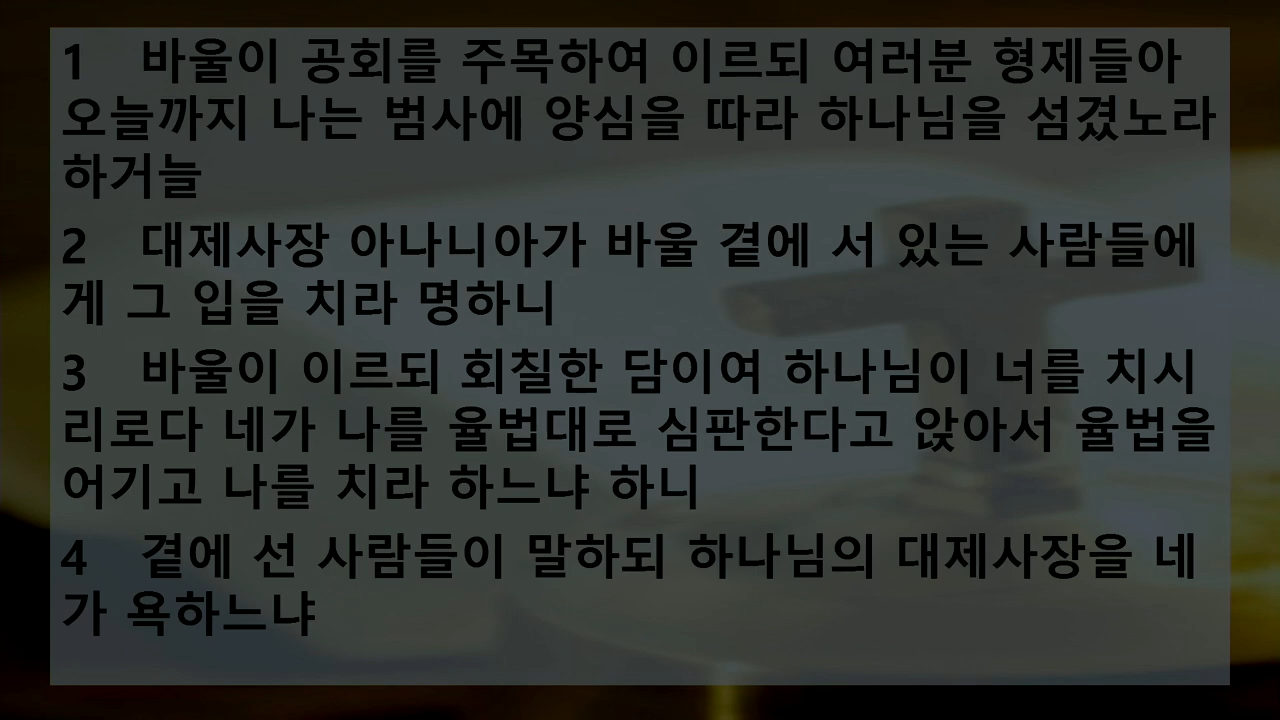 1 바울이 공회를 주목하여 이르되 여러분 형제들아
오늘까지 나는 범사에 양심을 따라 하나님을 섬겼노라
하거늘
2 대제사장 아나니아가 바울 곁에 서 있는 사람들에
게 그 입을 치라 명하니
3 바울이 이르되 회칠한 담이여 하나님이 너를 치시
리로다 네가 나를 율법대로 심판한다고 앉아서 율법을
어기고 나를 치라 하느냐 하니
4 곁에 선 사람들이 말하되 하나님의 대제사장을 네
가 욕하느냐